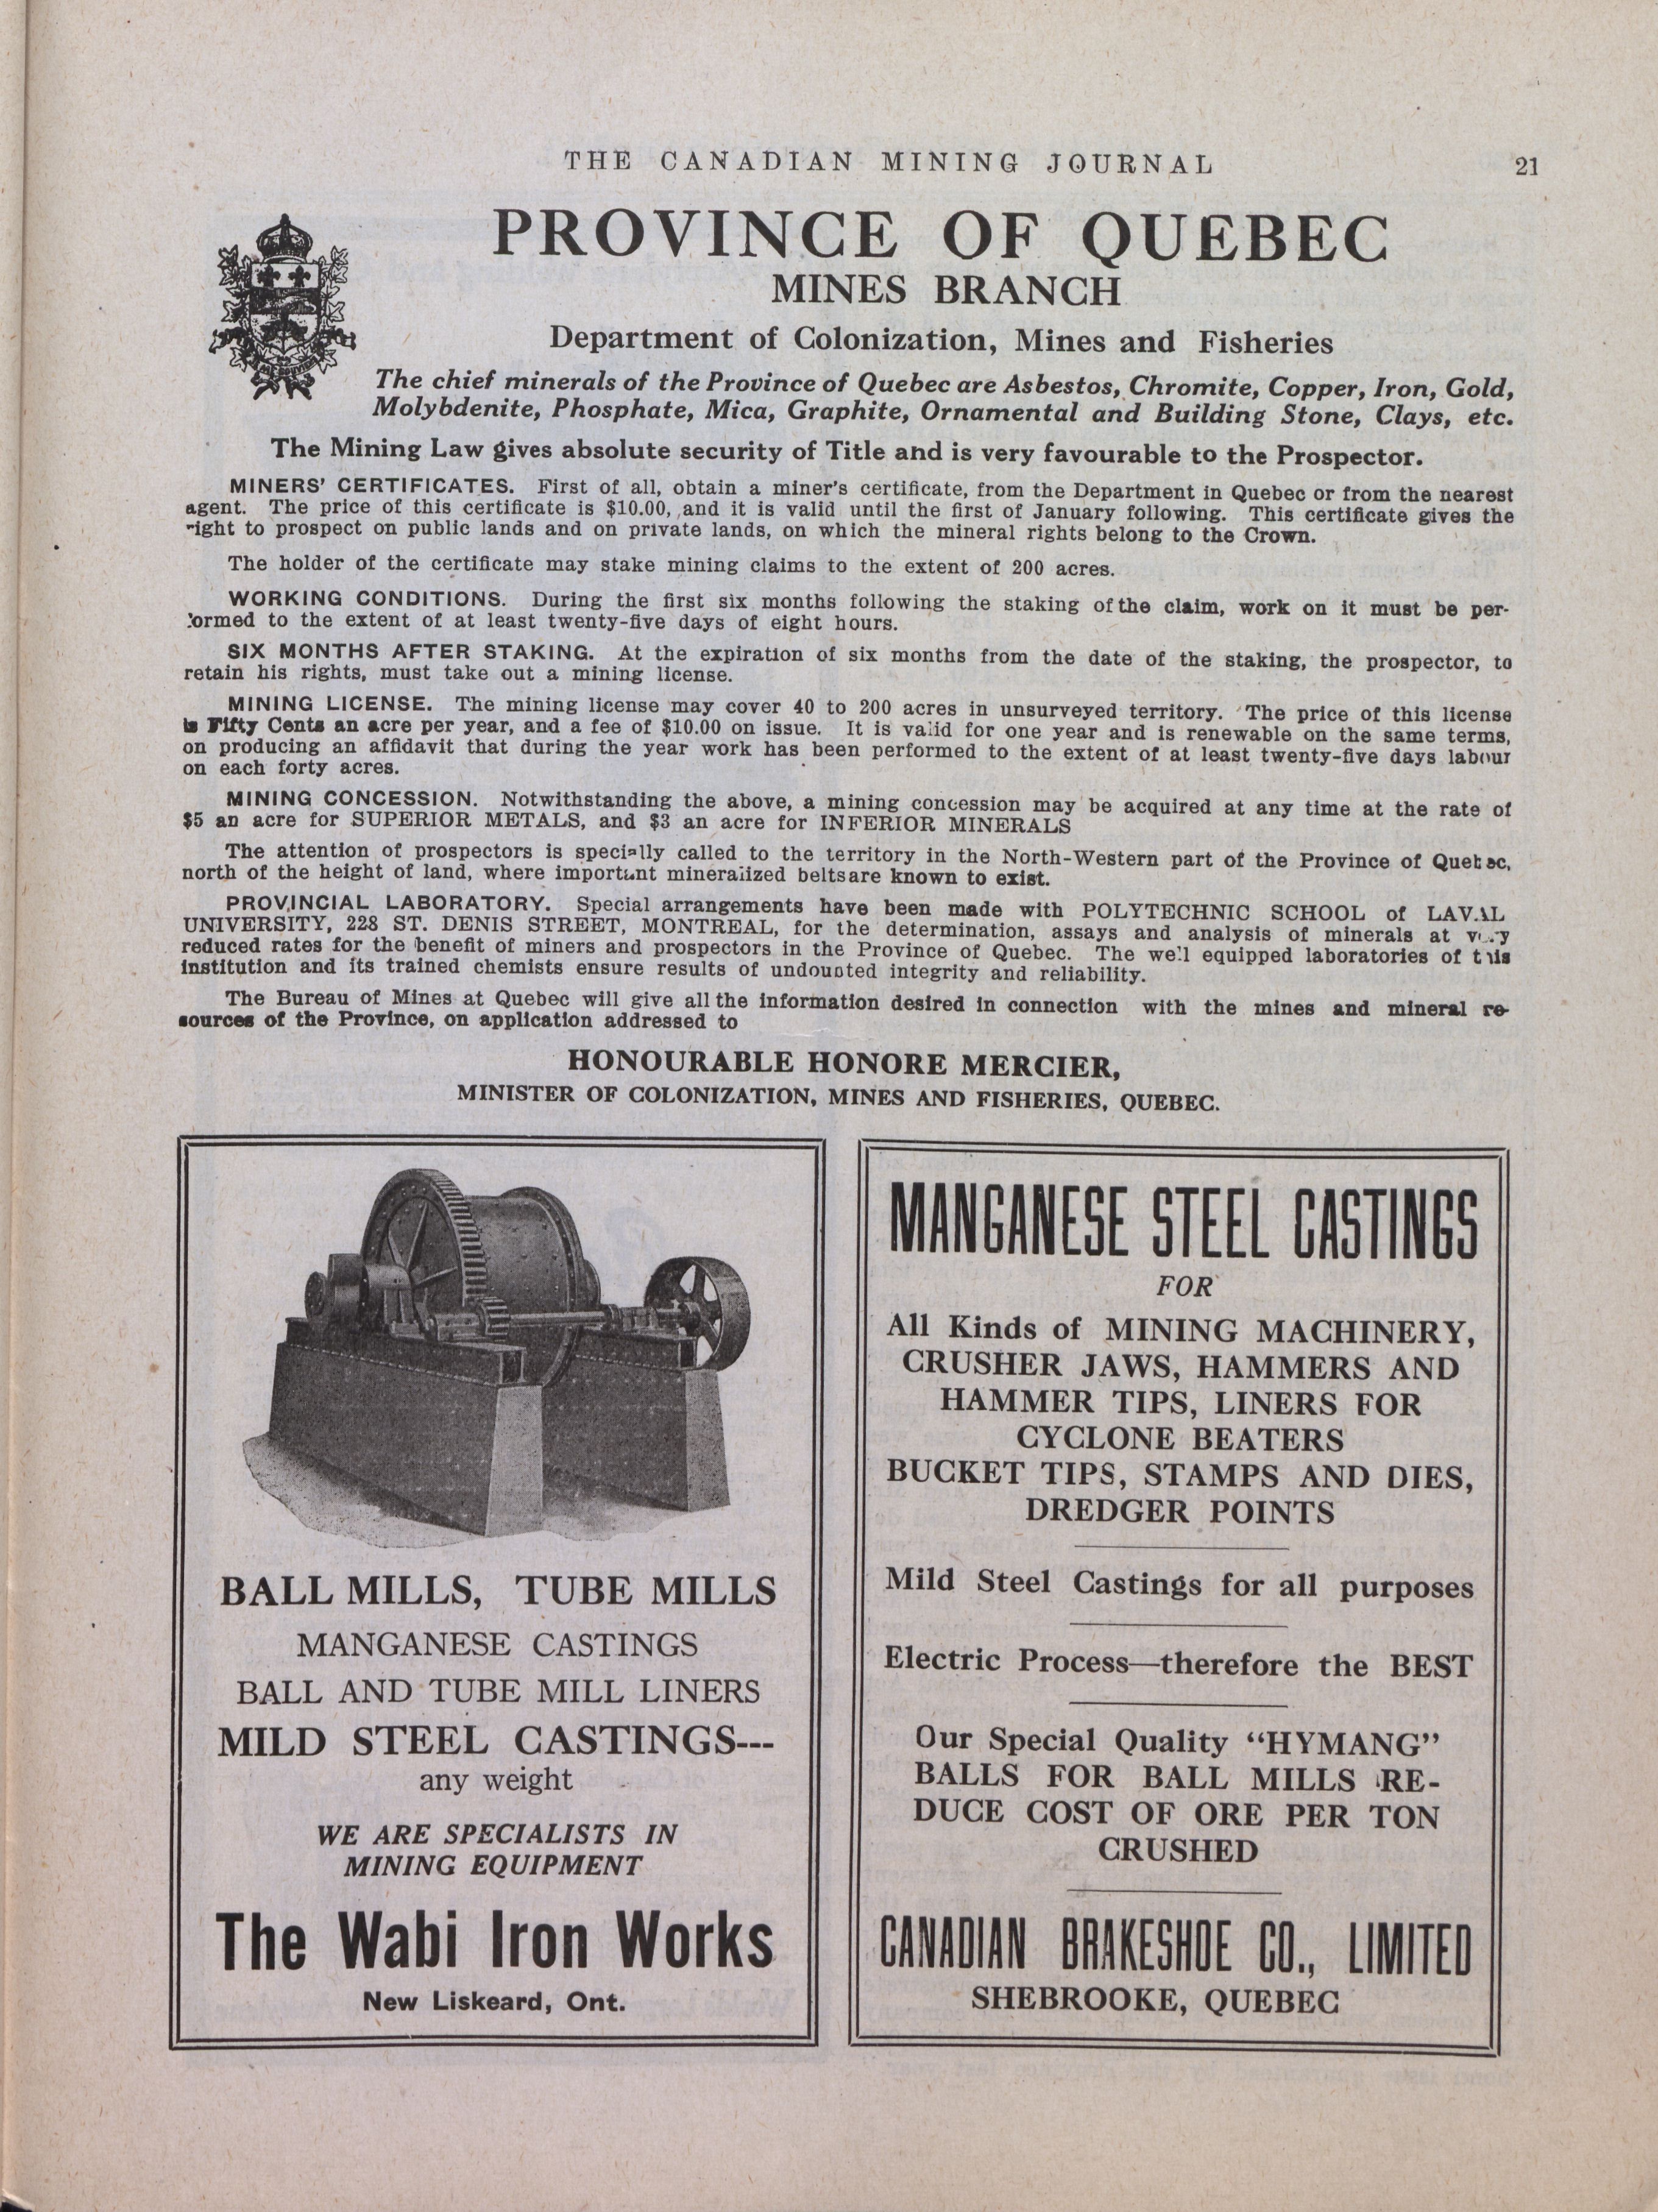 THE CANADIAN MINING JOURNAL 21
PROVINCE OF QUEBEC
MINES BRANCH
Department of Colonization, Mines and Fisheries
The chief minerals of the Province of Quebec are Asbestos, Chromite, Copper, Iron, Gold,
Molybdenite, Phosphate, Mica, Graphite, Ornamental and Building Stone, Clays, etc.
The Mining Law gives absolute security of Title and is very favourable to the Prospector.
MINERS' CERTIFICATES. First of all, obtain a miner's certificate, from the Department in Quebec or from the nearest
agent. The price of this certificate is $10.00, and it is valid until the first of January following. This certificate gives the
right to prospect on public lands and on private lands, on which the mineral rights belong to the Crown.
The holder of the certificate may stake mining claims to the extent of 200 acres.
WORKING CONDITIONS. During the first six months following the staking of the claim, work on it must be per-
formed to the extent of at least twenty-five days of eight hours.
SIX MONTHS AFTER STAKING. At the expiration of six months from the date of the staking, the prospector, to
retain his rights, must take out a mining license.
MINING LICENSE. The mining license may cover 40 to 200 acres in unsurveyed territory. The price of this license
is Fifty Cents an acre per year, and a fee of $10.00 on issue. It is valid for one year and is renewable on the same terms,
on producing an affidavit that during the year work has been performed to the extent of at least twenty-five days labour
on each forty acres.
MINING CONCESSION. Notwithstanding the above, a mining concession may be acquired at any time at the rate of
$5 an acre for SUPERIOR METALS, and $3 an acre for INFERIOR MINERALS
The attention of prospectors is specially called to the territory in the North-Western part of the Province of Quebec,
north of the height of land, where important mineralized belts are known to exist.
PROVINCIAL LABORATORY. Special arrangements have been made with POLYTECHNIC SCHOOL of LAVAL
UNIVERSITY, 228 ST. DENIS STREET, MONTREAL, for the determination, assays and analysis of minerals at very
reduced rates for the benefit of miners and prospectors in the Province of Quebec. The well equipped laboratories of this
institution and its trained chemists ensure results of undoubted integrity and reliability.
The Bureau of Mines at Quebec will give all the information desired in connection with the mines and mineral re-
sources of the Province, on application addressed to
HONOURABLE HONORE MERCIER,
MINISTER OF COLONIZATION, MINES AND FISHERIES, QUEBEC.
BALL MILLS, TUBE MILLS
MANGANESE CASTINGS
BALL AND TUBE MILL LINERS
MILD STEEL CASTINGS---
any weight
WE ARE SPECIALISTS IN
MINING EQUIPMENT
The Wabi Iron Works
New Liskeard, Ont.
MANGANESE STEEL CASTINGS
FOR
All Kinds of MINING MACHINERY,
CRUSHER JAWS, HAMMERS AND
HAMMER TIPS, LINERS FOR
CYCLONE BEATERS
BUCKET TIPS, STAMPS AND DIES,
DREDGER POINTS
Mild Steel Castings for all purposes
Electric Process—therefore the BEST
Our Special Quality "HYMANG"
BALLS FOR BALL MILLS RE-
DUCE COST OF ORE PER TON
CRUSHED
CANADIAN BRAKESHOE CO., LIMITED
SHEBROOKE, QUEBEC